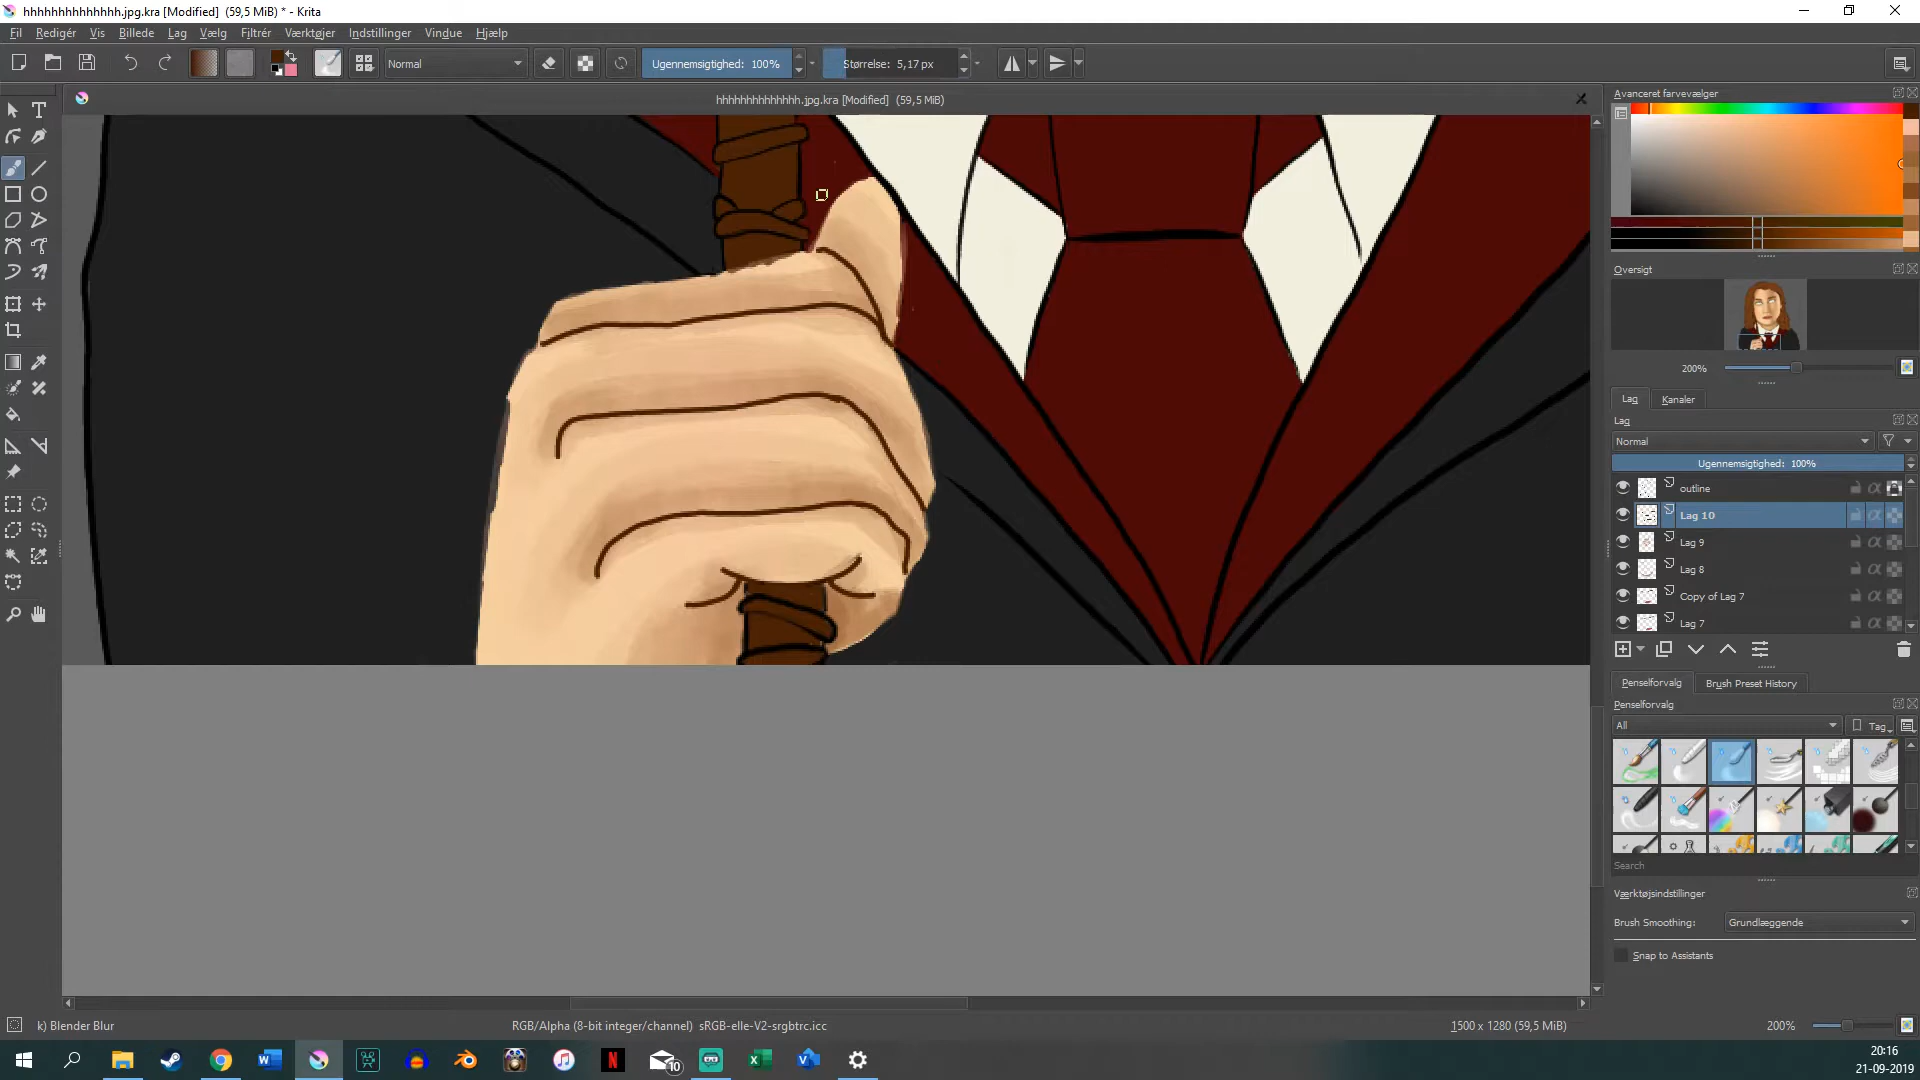 hhhhhhhhhhhhhh.jpg.kra [Modified]  (59,5 MiB) * - Krita
Fil Redigér Vis Billede Lag Vælg Filtrér Værktøjer Indstillinger Vindue Hjælp
Normal Ugennemsigtighed: 100% Størrelse: 5,17 px
hhhhhhhhhhhhhh.jpg.kra [Modified]  (59,5 MiB)
Avanceret farvevælger
Oversigt
200%
Lag Kanaler
Lag
Normal
Ugennemsigtighed: 100%
outline
Lag 10
Lag 9
Lag 8
Copy of Lag 7
Lag 7
Penselforvalg Brush Preset History
Penselforvalg
All Tag
Search
Værktøjsindstillinger
Brush Smoothing: Grundlæggende
Snap to Assistants
k) Blender Blur RGB/Alpha (8-bit integer/channel)  sRGB-elle-V2-srgbtrc.icc 1500 x 1280 (59,5 MiB) 200%
10
20:16
21-09-2019